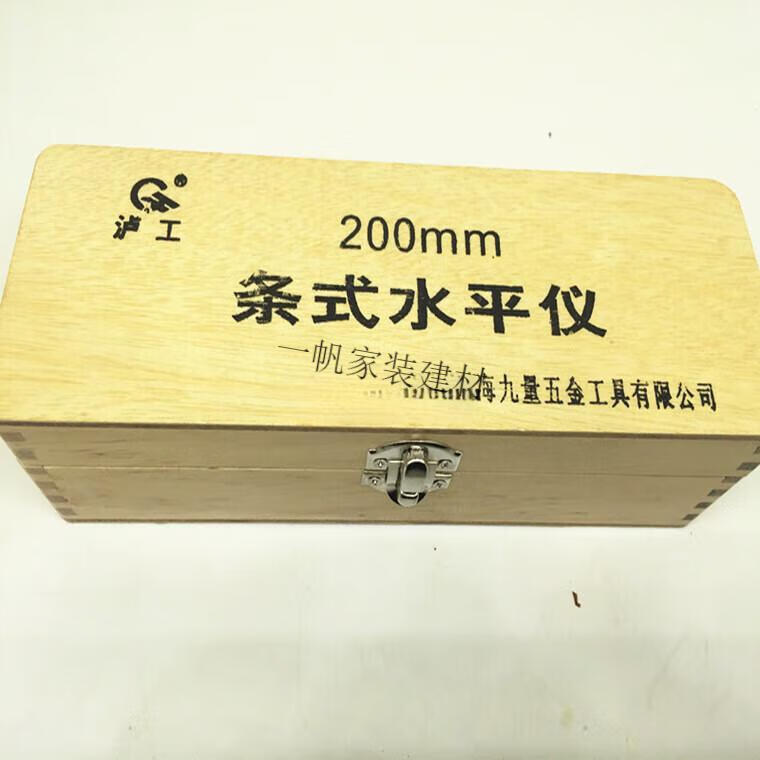 泸工
200mm
条式水平仪
一帆家装建材
海九量五金工具有限公司